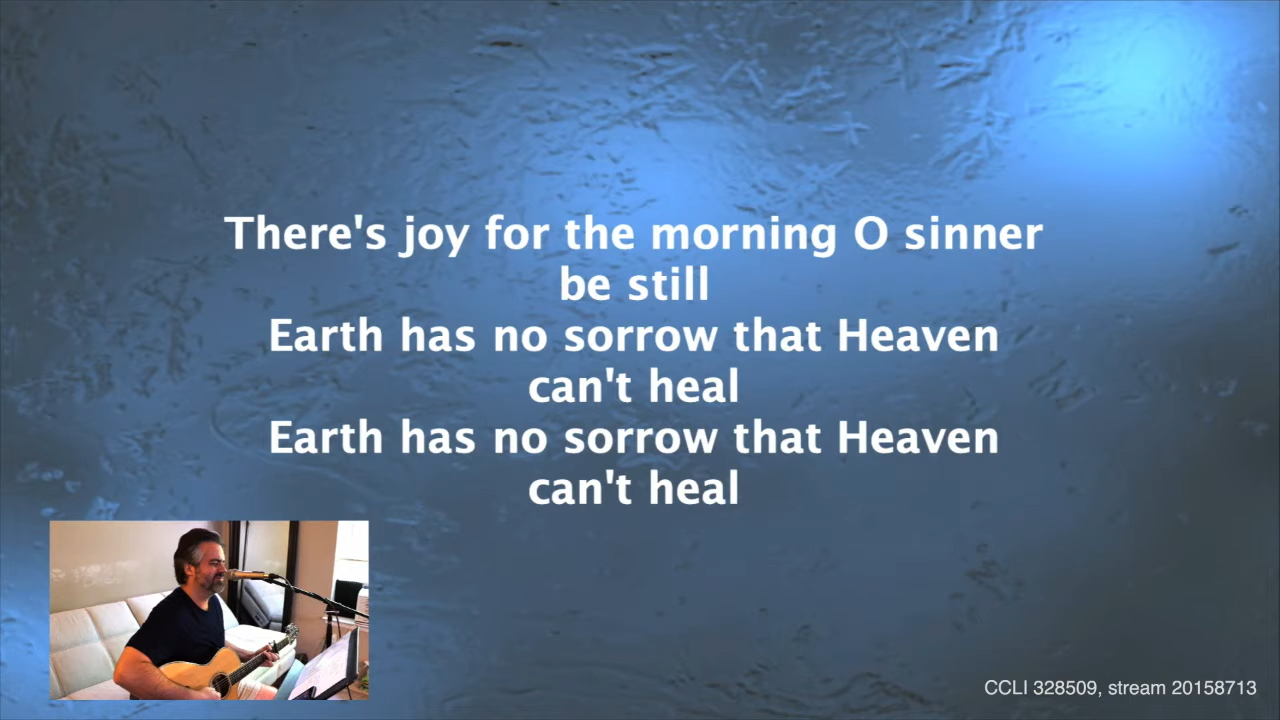 There's joy for the morning O sinner
be still
Earth has no sorrow that Heaven
can't heal
Earth has no sorrow that Heaven
can't heal
CCLI 328509, stream 20158713